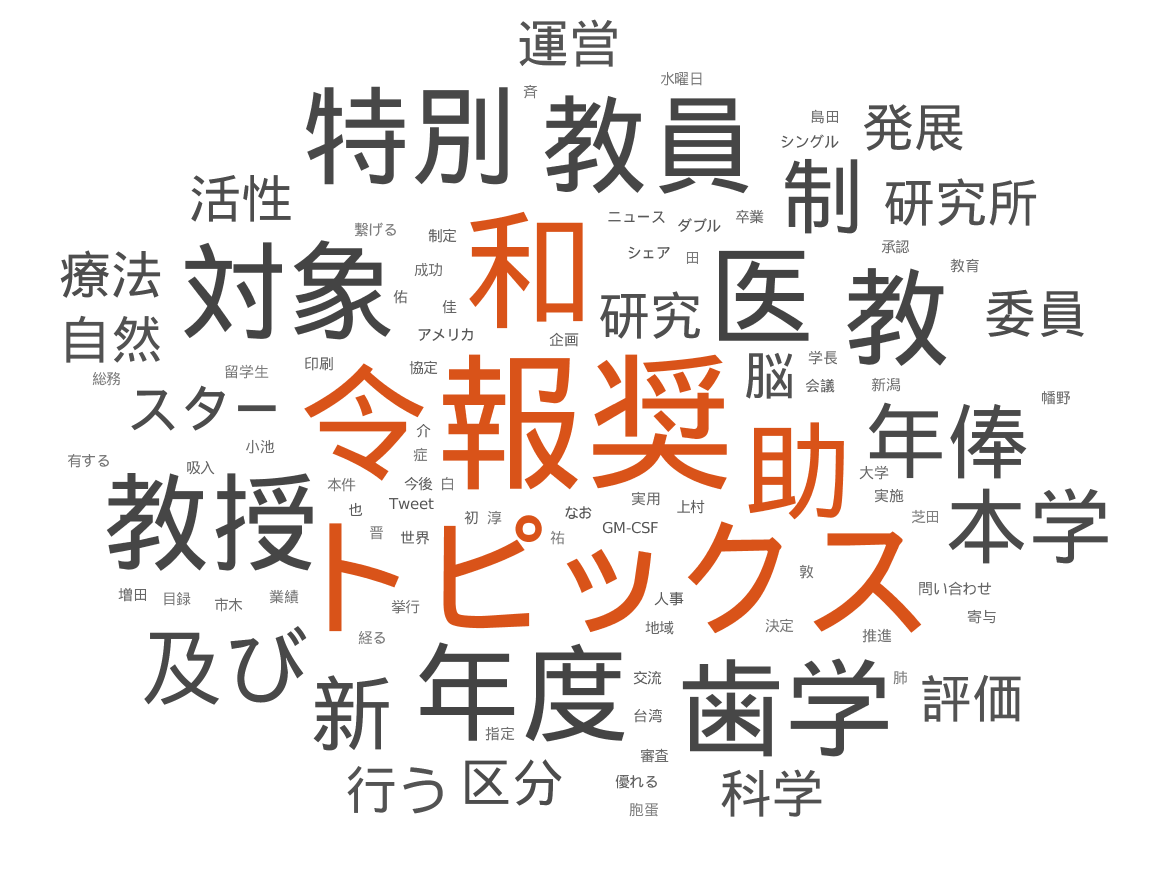 運営
水曜日
斉
特別
教員
島田
発展
シングル
活性
制
研究所
繋げる
制定
和
ニュース
ダブル
卒業
承認
療法
対象
成功
シェア
田
医
教育
佑
佳
研究
教
委員
自然
アメリカ
企画
総務
留学生
印刷
協定
脳
学長
会議
新潟
幡野
スター
令
報
奨
小池
介
助
年俸
有する
吸入
症
大学
教授
本件
今後
白
実用
上村
実施
也
Tweet
初
淳
なお
GM-CSF
芝田
本学
晋
世界
祐
トピックス
敦
増田
目録
市木
業績
挙行
人事
問い合わせ
寄与
経る
地域
決定
推進
及び
新
年度
交流
歯学
肺
評価
指定
台湾
審査
行う
区分
優れる
科学
胞蛋